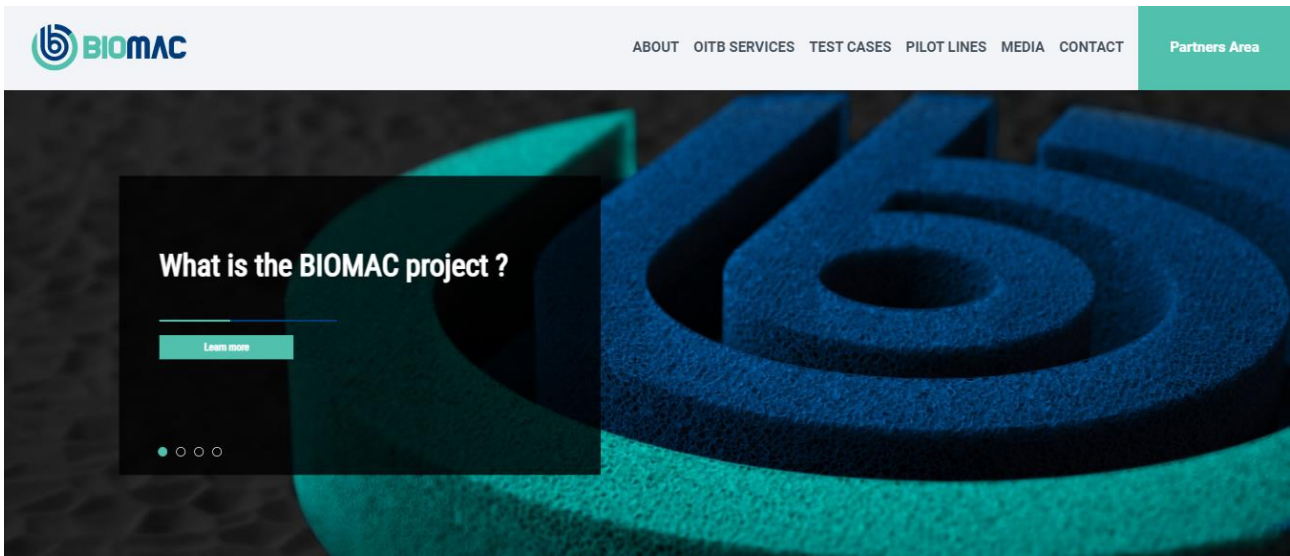 BIOMAC
ABOUT OITB SERVICES TEST CASES PILOT LINES MEDIA CONTACT Partners Area
What is the BIOMAC project ?
Learn more